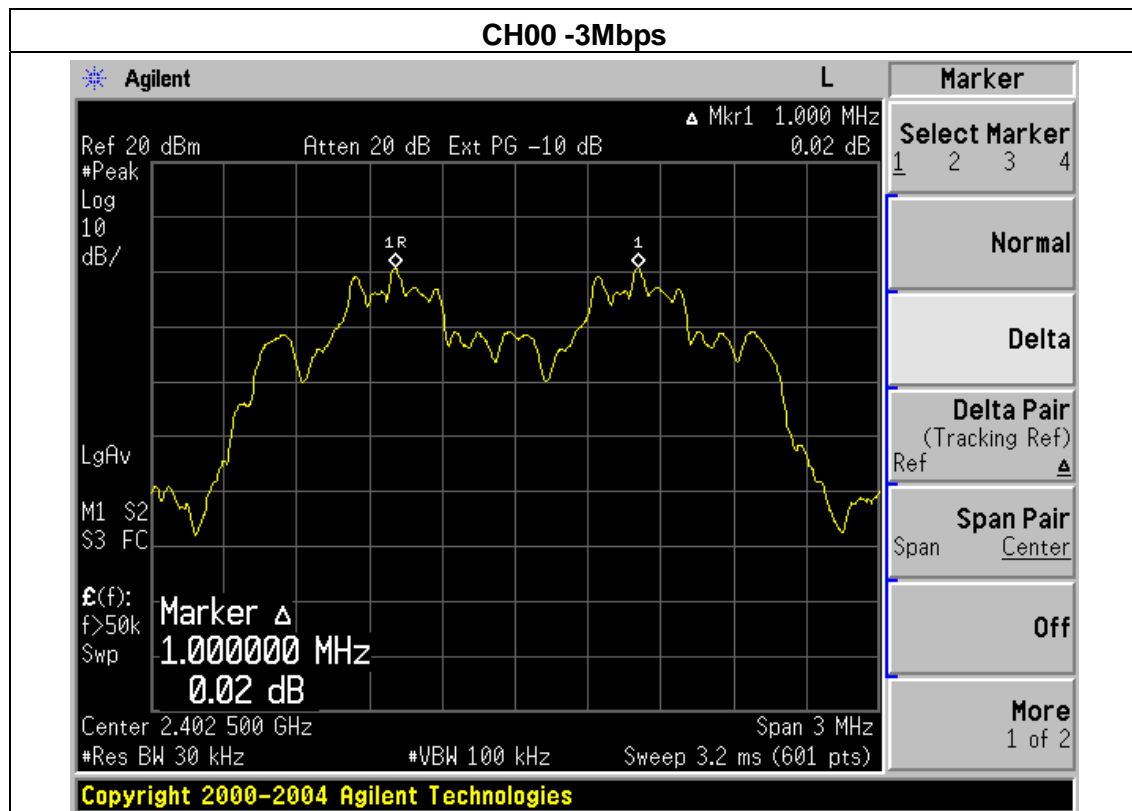 CH00 -3Mbps
Agilent L Marker
Δ Mkr1 1.000 MHz
Ref 20 dBm Atten 20 dB Ext PG -10 dB 0.02 dB
#Peak
Log
10
dB/
1R 1
LgAv
M1 S2
S3 FC
£(f):
f>50k
Swp
Marker Δ
1.000000 MHz
0.02 dB
Center 2.402 500 GHz Span 3 MHz
#Res BW 30 kHz #VBW 100 kHz Sweep 3.2 ms (601 pts)
Select Marker
1 2 3 4
Normal
Delta
Delta Pair
(Tracking Ref)
Ref Δ
Span Pair
Span Center
Off
More
1 of 2
Copyright 2000-2004 Agilent Technologies